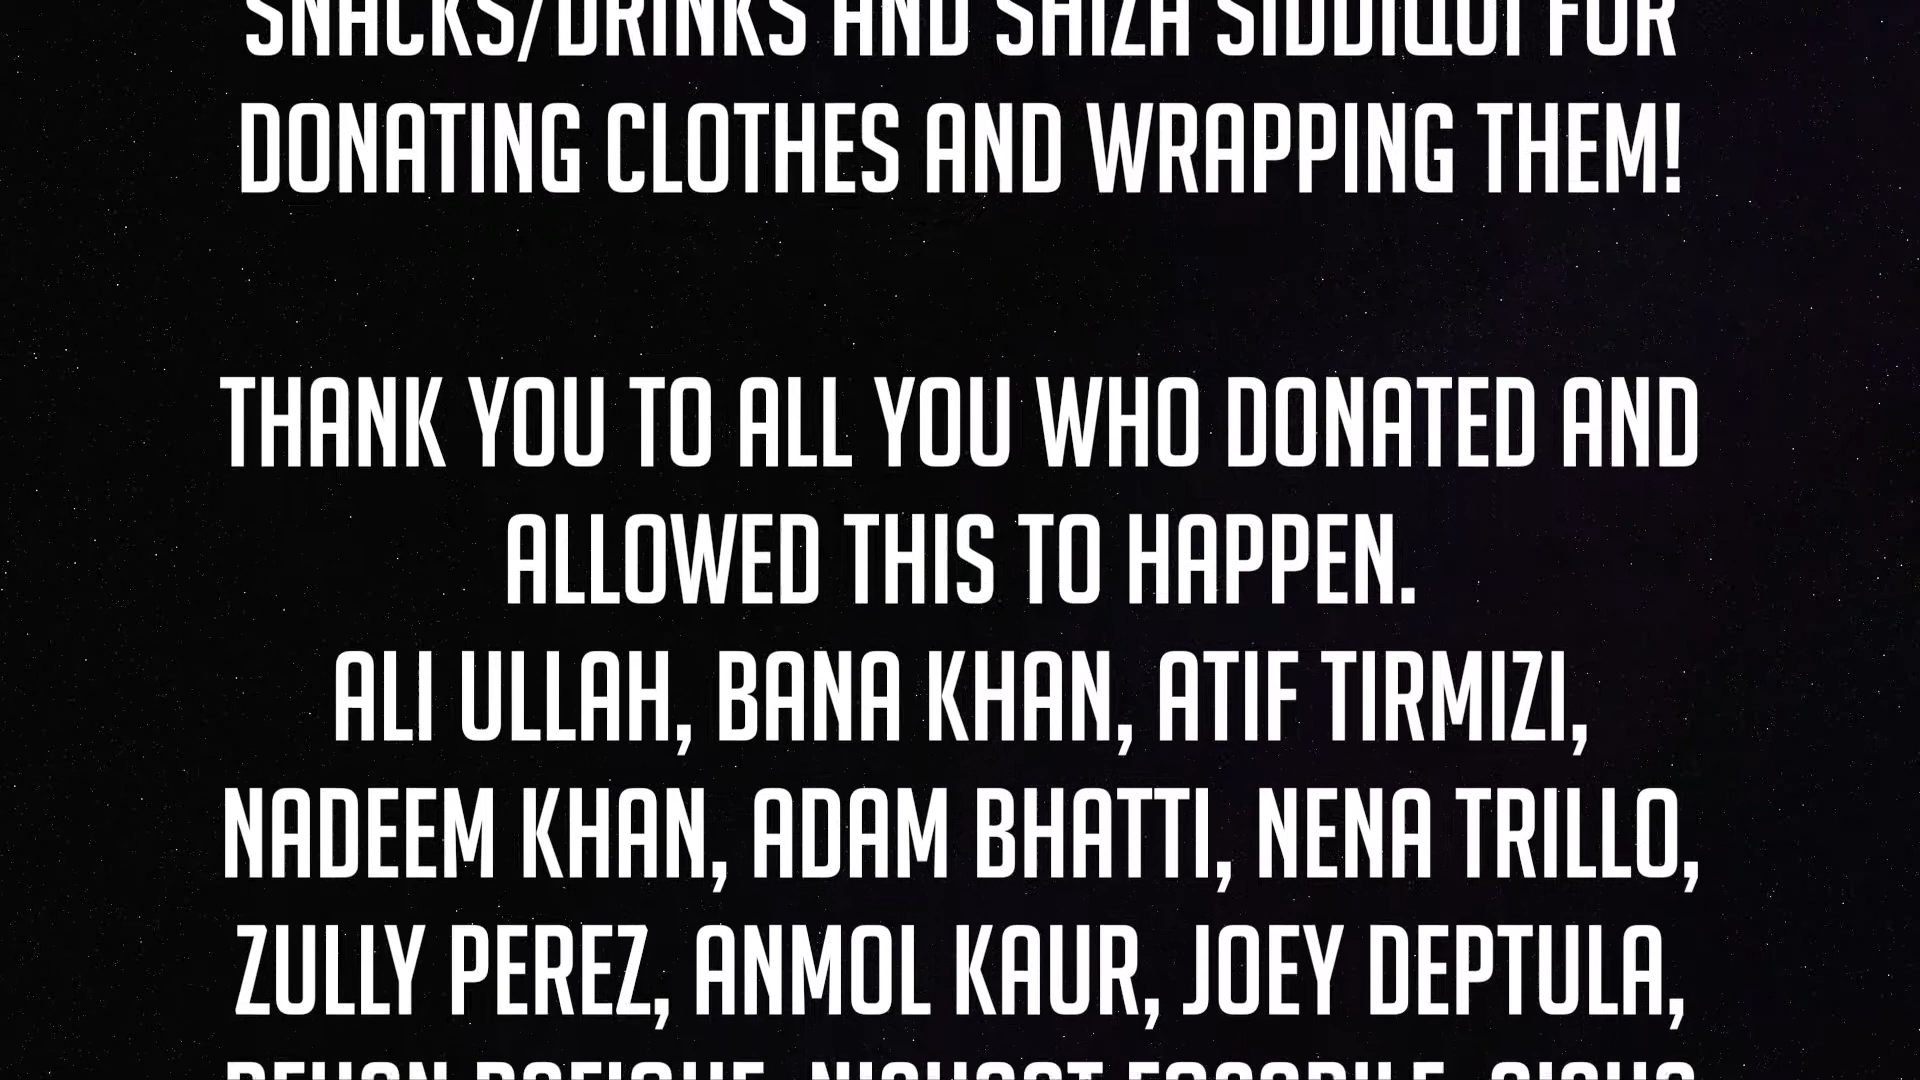 SNACKS/DRINKS AND SHIZA SIDDIQUI FOR
DONATING CLOTHES AND WRAPPING THEM!
THANK YOU TO ALL YOU WHO DONATED AND
ALLOWED THIS TO HAPPEN.
ALI ULLAH, BANA KHAN, ATIF TIRMIZI,
NADEEM KHAN, ADAM BHATTI, NENA TRILLO,
ZULLY PEREZ, ANMOL KAUR, JOEY DEPTULA,